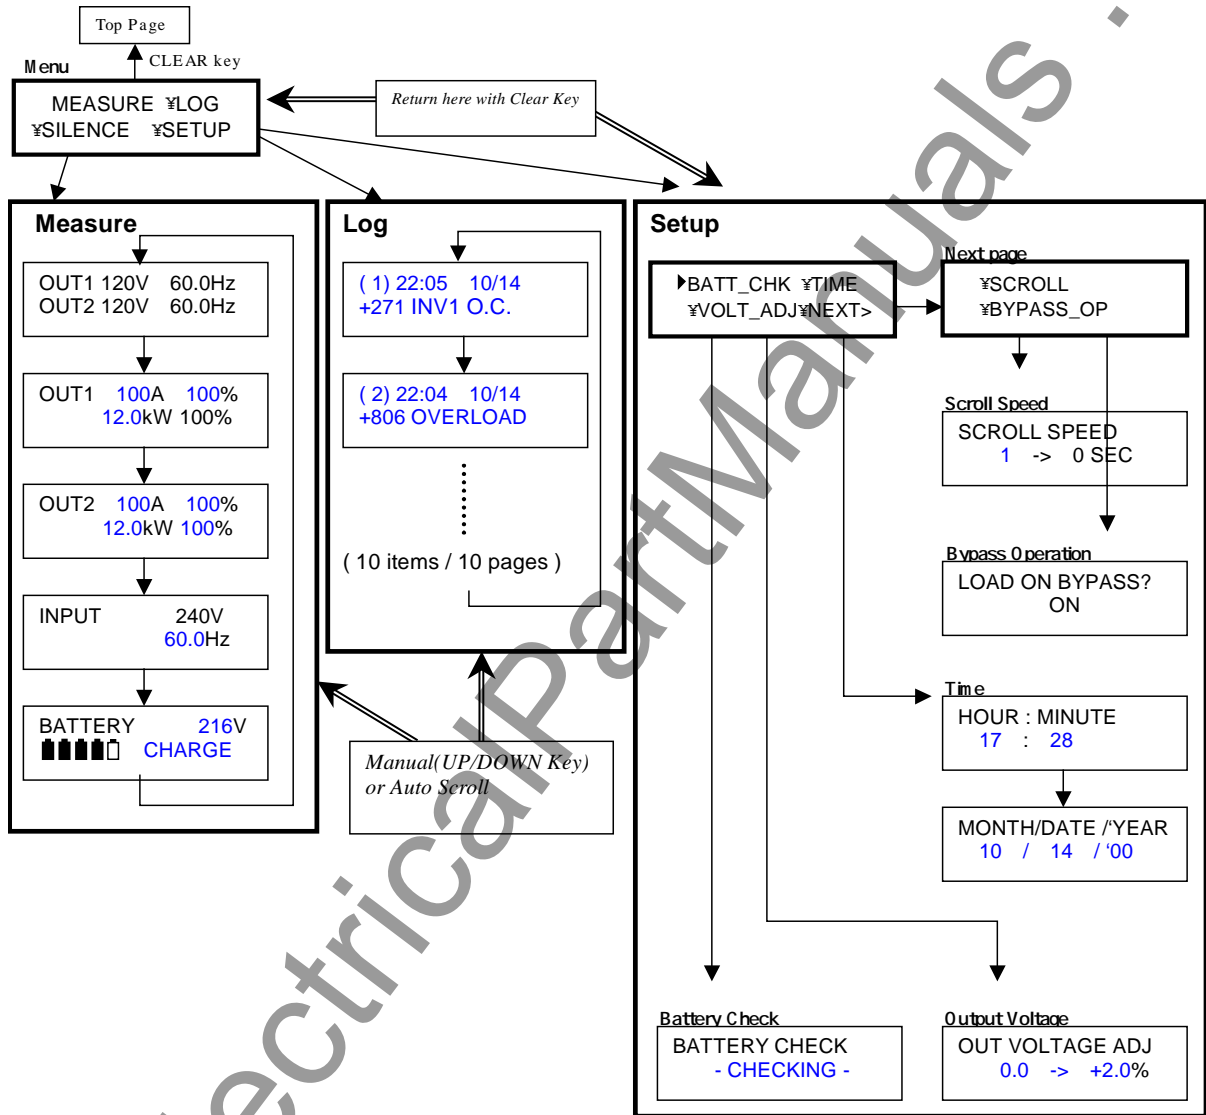 Top Page
CLEAR key
Menu
MEASURE ¥LOG
¥SILENCE ¥SETUP
Return here with Clear Key
Measure
OUT1 120V 60.0Hz
OUT2 120V 60.0Hz
OUT1 100A 100%
12.0kW 100%
OUT2 100A 100%
12.0kW 100%
INPUT 240V
60.0Hz
BATTERY 216V
CHARGE
Log
( 1) 22:05 10/14
+271 INV1 O.C.
( 2) 22:04 10/14
+806 OVERLOAD
( 10 items / 10 pages )
Manual(UP/DOWN Key)
or Auto Scroll
Setup
BATT_CHK ¥TIME
¥VOLT_ADJ¥NEXT>
Next page
¥SCROLL
¥BYPASS_OP
Scroll Speed
SCROLL SPEED
1 -> 0 SEC
Bypass Operation
LOAD ON BYPASS?
ON
Time
HOUR : MINUTE
17 : 28
MONTH/DATE /‘YEAR
10 / 14 / ‘00
Battery Check
BATTERY CHECK
- CHECKING -
Output Voltage
OUT VOLTAGE ADJ
0.0 -> +2.0%
lectricalPartManuals .